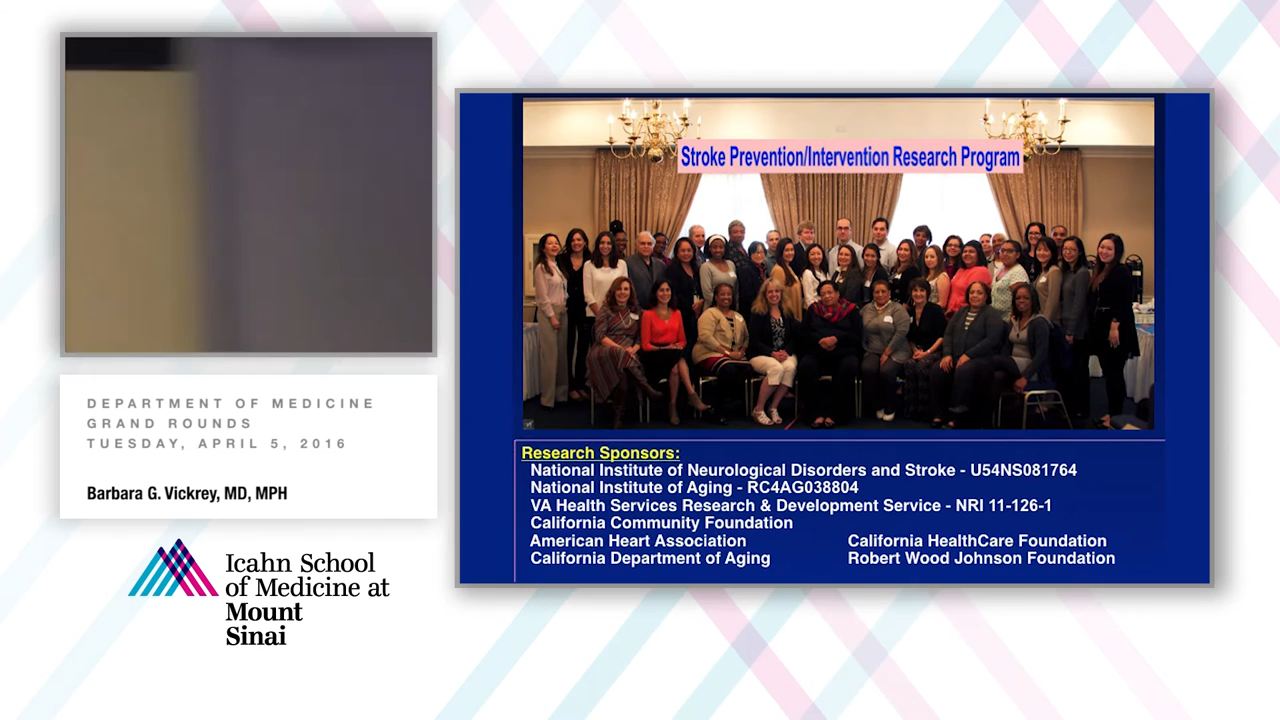 DEPARTMENT OF MEDICINE
GRAND ROUNDS
TUESDAY, APRIL 5, 2016
Barbara G. Vickrey, MD, MPH
Icahn School
of Medicine at
Mount
Sinai
Stroke Prevention/Intervention Research Program
Research Sponsors:
National Institute of Neurological Disorders and Stroke - U54NS081764
National Institute of Aging - RC4AG038804
VA Health Services Research & Development Service - NRI 11-126-1
California Community Foundation
American Heart Association California HealthCare Foundation
California Department of Aging Robert Wood Johnson Foundation